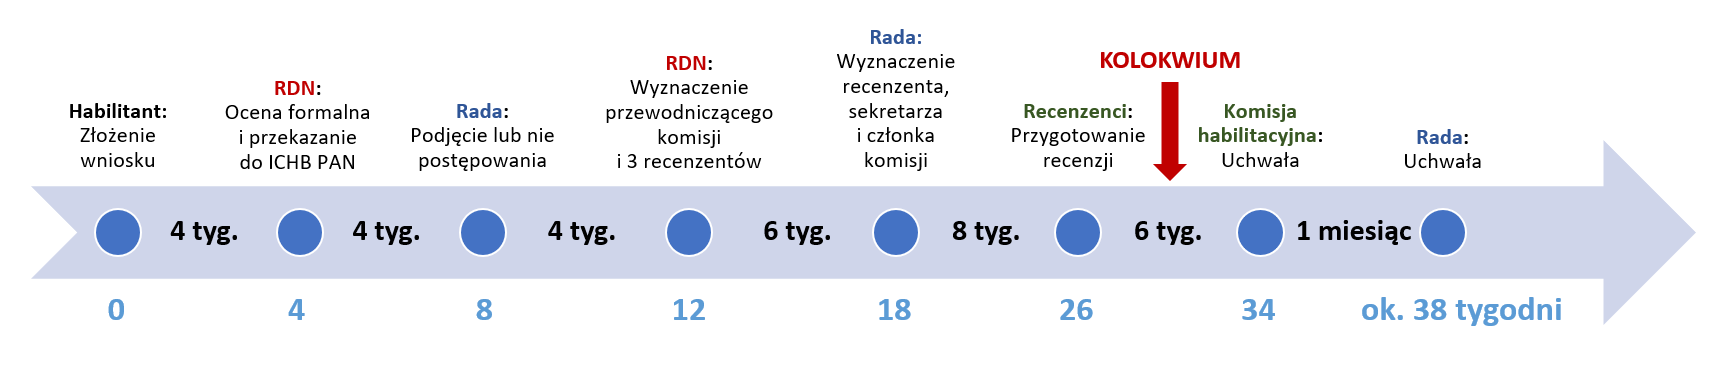 Habilitant:
Złożenie
wniosku
RDN:
Ocena formalna
i przekazanie
do ICHB PAN
Rada:
Podjęcie lub nie
postępowania
RDN:
Wyznaczenie
przewodniczącego
komisji
i 3 recenzentów
Rada:
Wyznaczenie
recenzenta,
sekretarza
i członka
komisji
Recenzenci:
Przygotowanie
recenzji
KOLOKWIUM
Komisja
habilitacyjna:
Uchwała
Rada:
Uchwała
4 tyg.
4 tyg.
4 tyg.
6 tyg.
8 tyg.
6 tyg.
1 miesiąc
0
4
8
12
18
26
34
ok. 38 tygodni